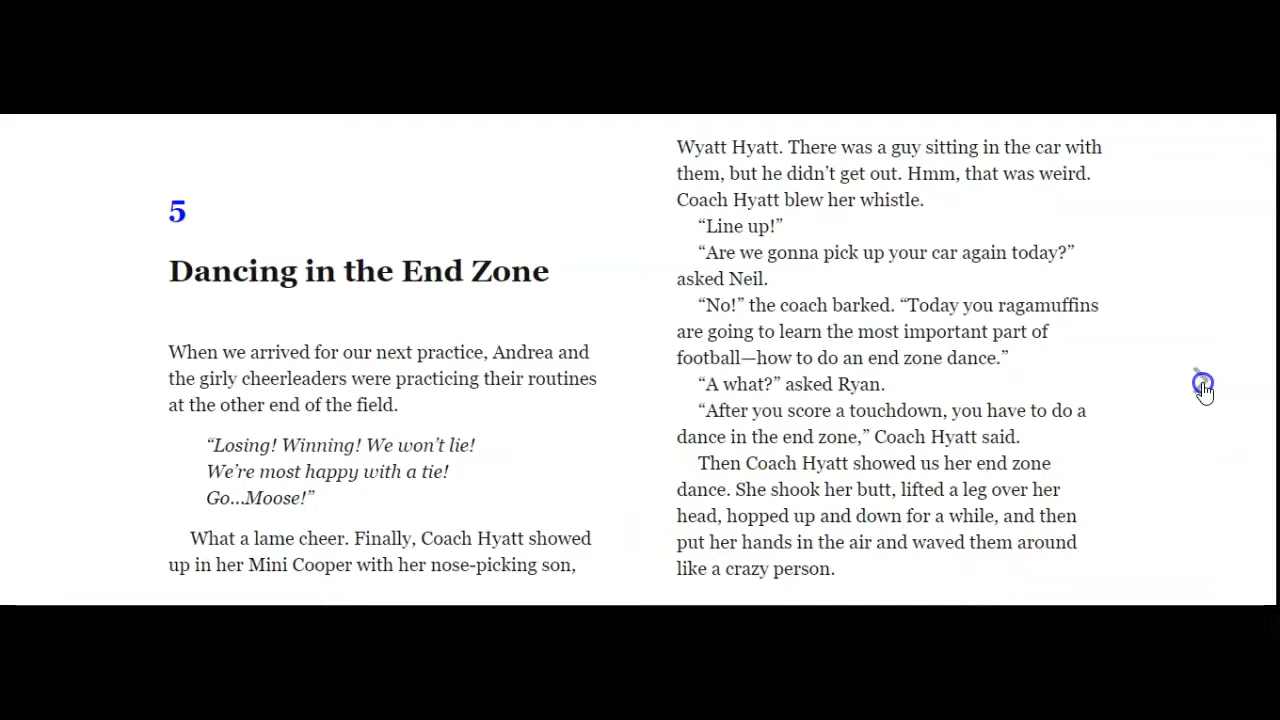 5
Dancing in the End Zone
When we arrived for our next practice, Andrea and
the girly cheerleaders were practicing their routines
at the other end of the field.
“Losing! Winning! We won’t lie!
We’re most happy with a tie!
Go...Moose!”
What a lame cheer. Finally, Coach Hyatt showed
up in her Mini Cooper with her nose-picking son,
Wyatt Hyatt. There was a guy sitting in the car with
them, but he didn’t get out. Hmm, that was weird.
Coach Hyatt blew her whistle.
“Line up!”
“Are we gonna pick up your car again today?”
asked Neil.
“No!” the coach barked. “Today you ragamuffins
are going to learn the most important part of
football—how to do an end zone dance.”
“A what?” asked Ryan.
“After you score a touchdown, you have to do a
dance in the end zone,” Coach Hyatt said.
Then Coach Hyatt showed us her end zone
dance. She shook her butt, lifted a leg over her
head, hopped up and down for a while, and then
put her hands in the air and waved them around
like a crazy person.